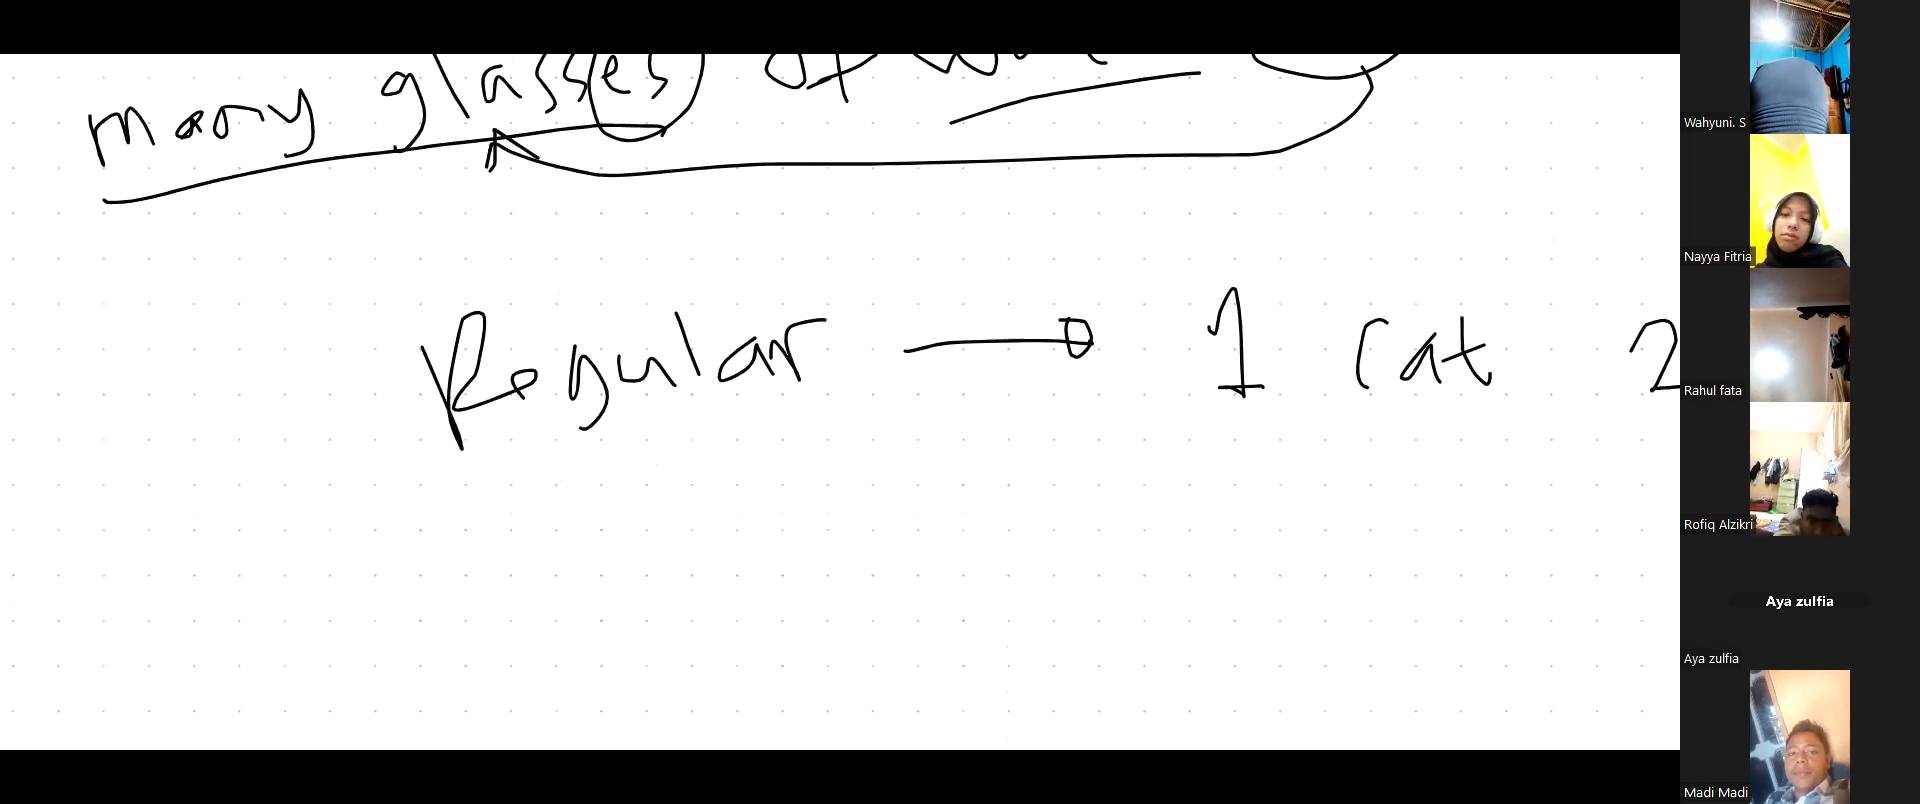 many glasses of
Regular → 1 cat 2
Wahyuni. S
Nayya Fitria
Rahul fata
Rofiq Alzikri
Aya zulfia
Aya zulfia
Madi Madi